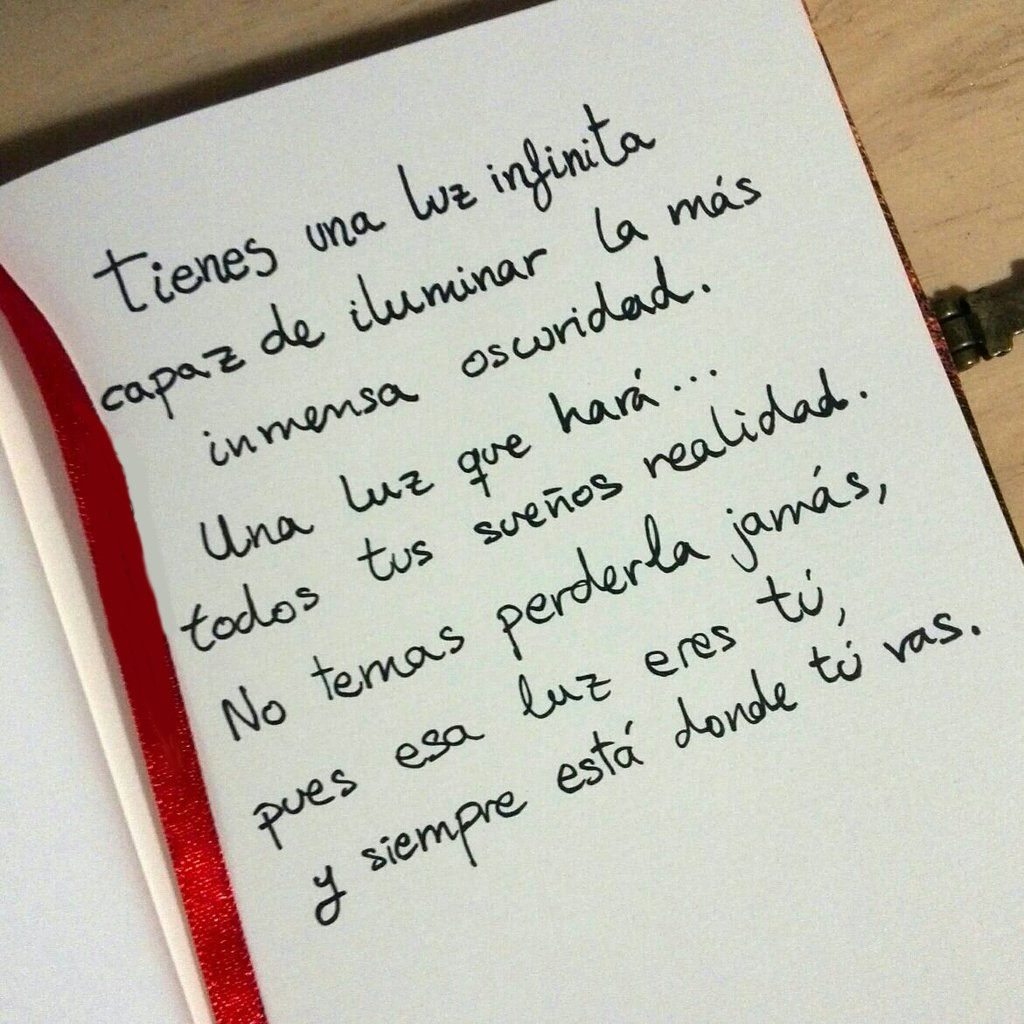 tienes una luz infinita
capaz de iluminar la más
inmensa oscuridad.
Una luz que hará...
todos tus sueños realidad.
No temas perderla jamás,
pues esa luz eres tú,
y siempre está donde tú vas.